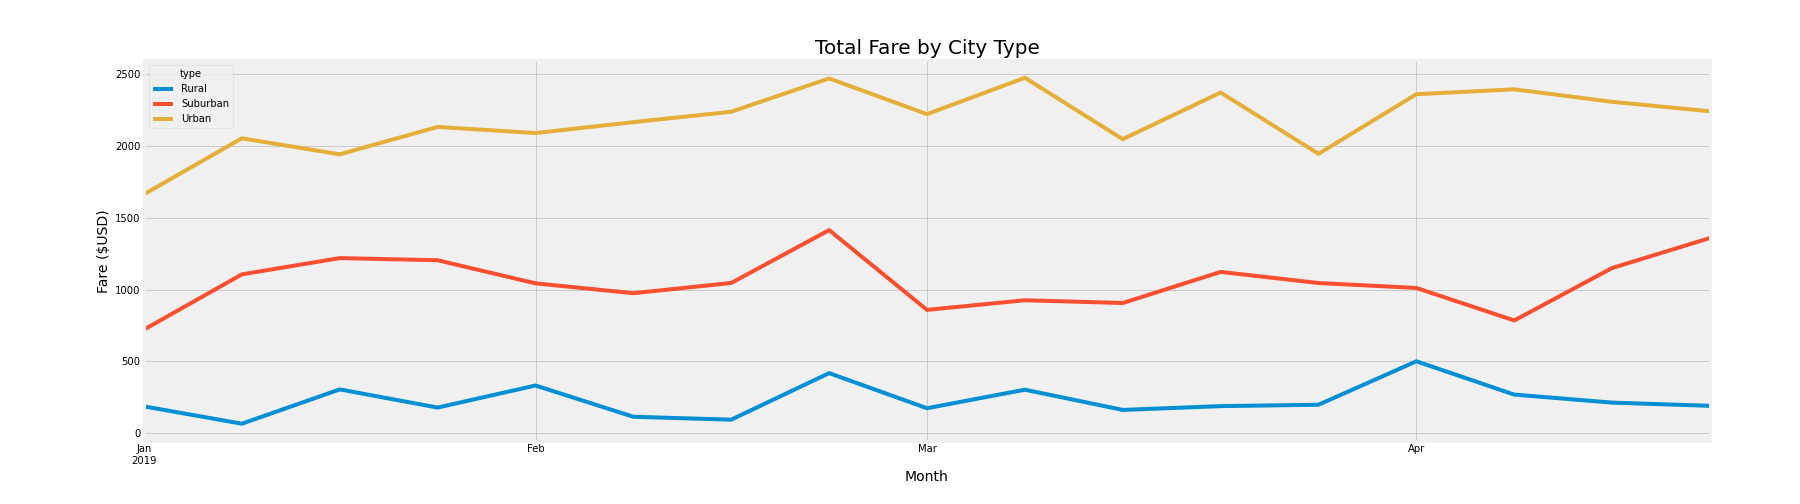 Total Fare by City Type
type
Rural
Suburban
Urban
Fare ($USD)
2500
2000
1500
1000
500
0
Jan Feb Mar Apr
2019
Month